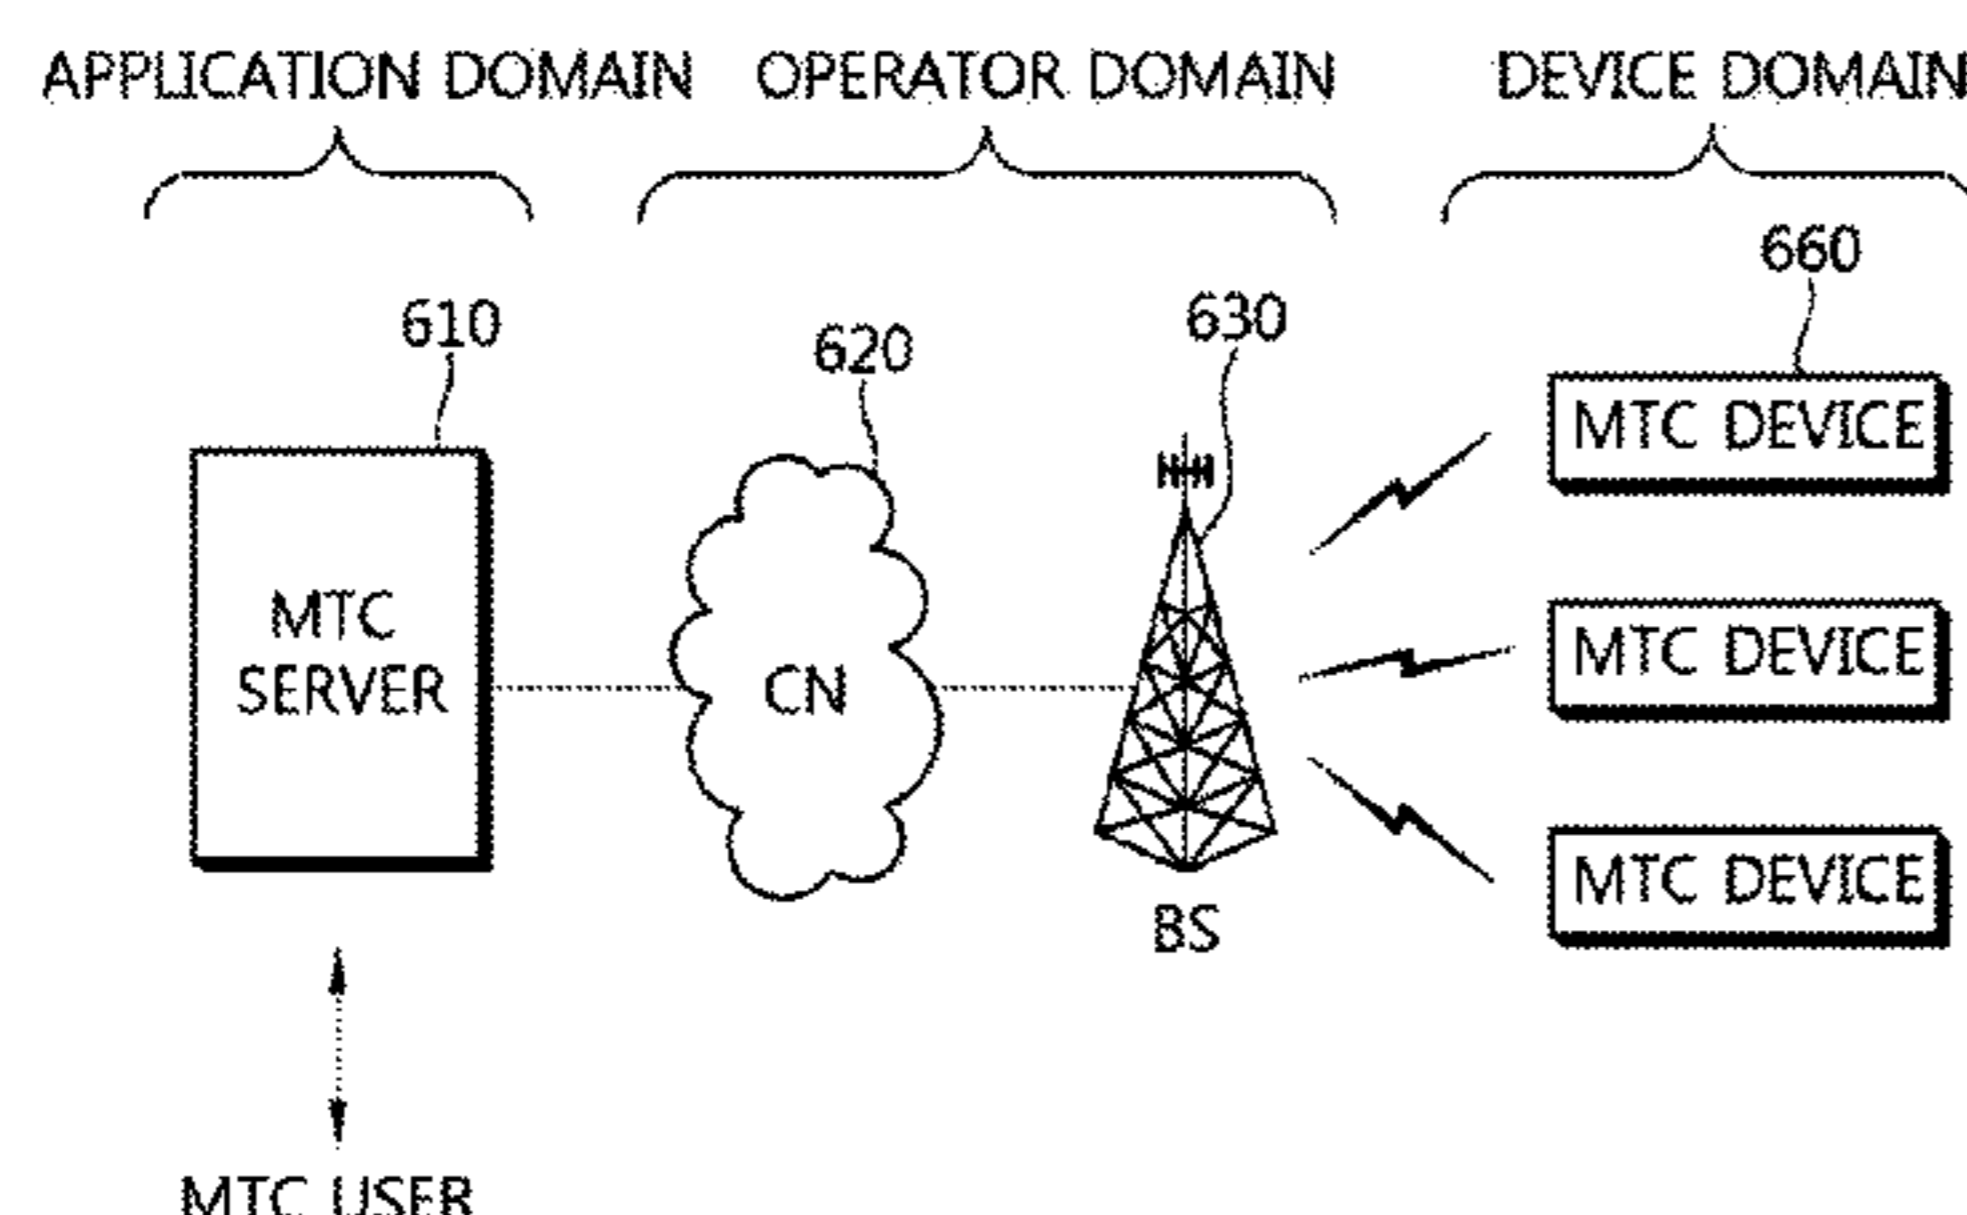 APPLICATION DOMAIN
OPERATOR DOMAIN
DEVICE DOMAIN
660
610
620
630
MTC DEVICE
MTC
SERVER
CN
MTC DEVICE
MTC DEVICE
BS
MTC USER